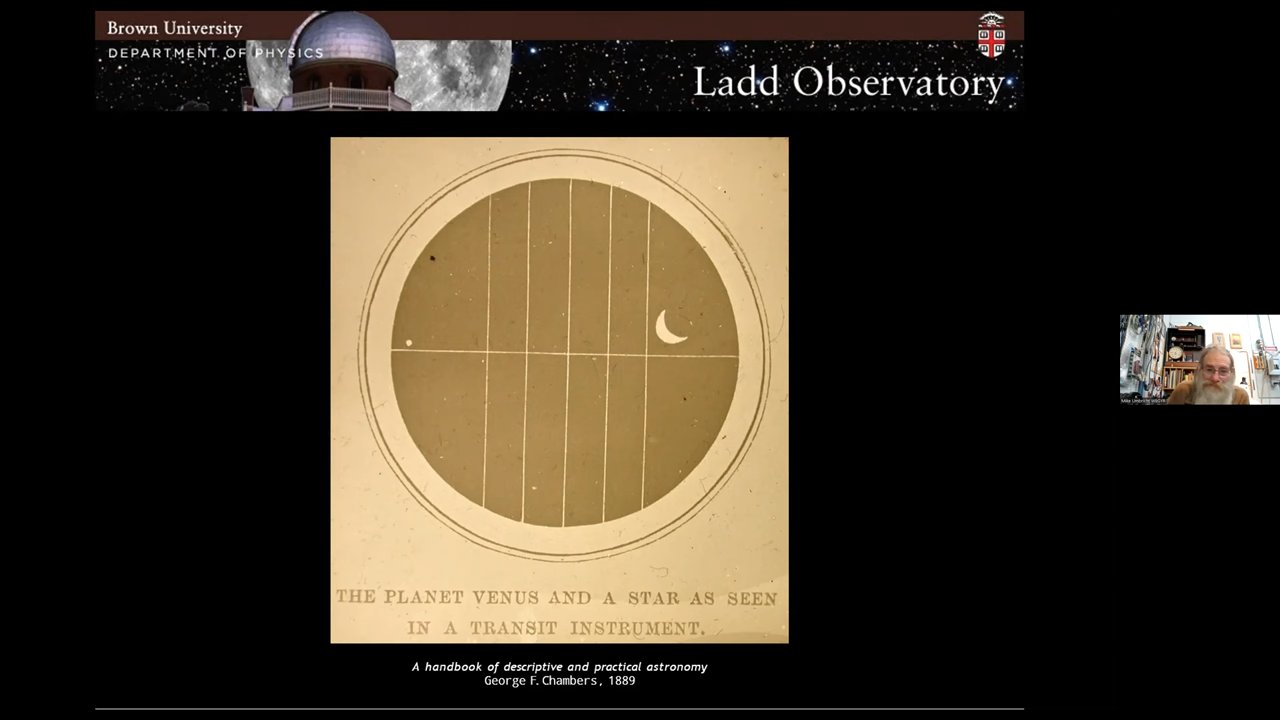 Brown University
DEPARTMENT OF PHYSICS
Ladd Observatory
THE PLANET VENUS AND A STAR AS SEEN
IN A TRANSIT INSTRUMENT.
A handbook of descriptive and practical astronomy
George F. Chambers, 1889